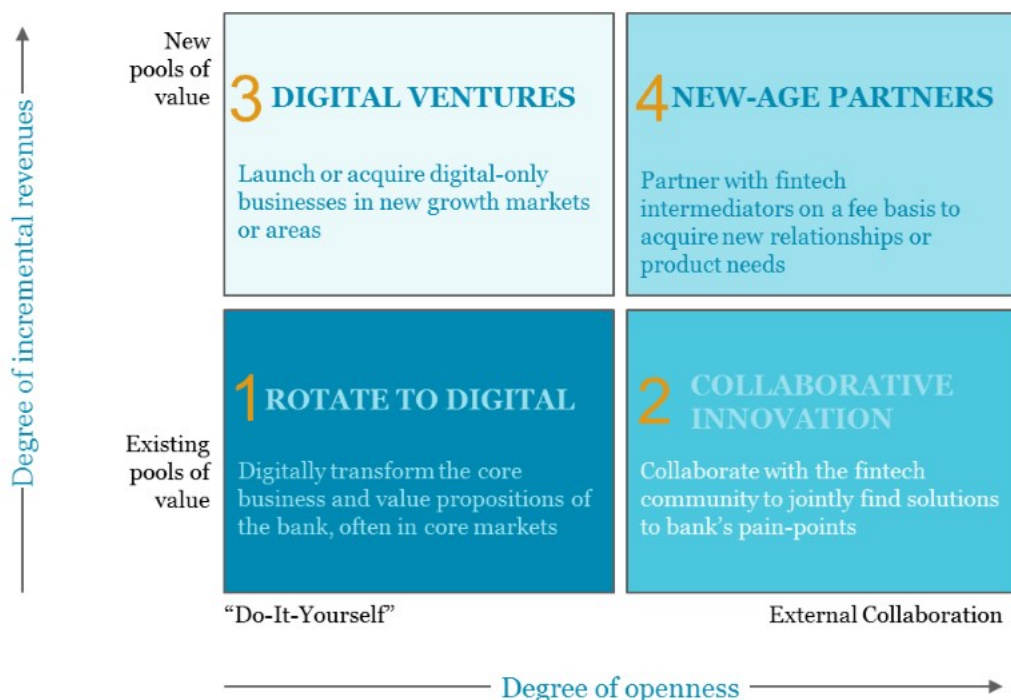 Degree of incremental revenues
New
pools of
value
3 DIGITAL VENTURES
Launch or acquire digital-only
businesses in new growth markets
or areas
4 NEW-AGE PARTNERS
Partner with fintech
intermediators on a fee basis to
acquire new relationships or
product needs
Existing
pools of
value
1 ROTATE TO DIGITAL
Digitally transform the core
business and value propositions of
the bank, often in core markets
2 COLLABORATIVE
INNOVATION
Collaborate with the fintech
community to jointly find solutions
to bank’s pain-points
“Do-It-Yourself”
External Collaboration
Degree of openness